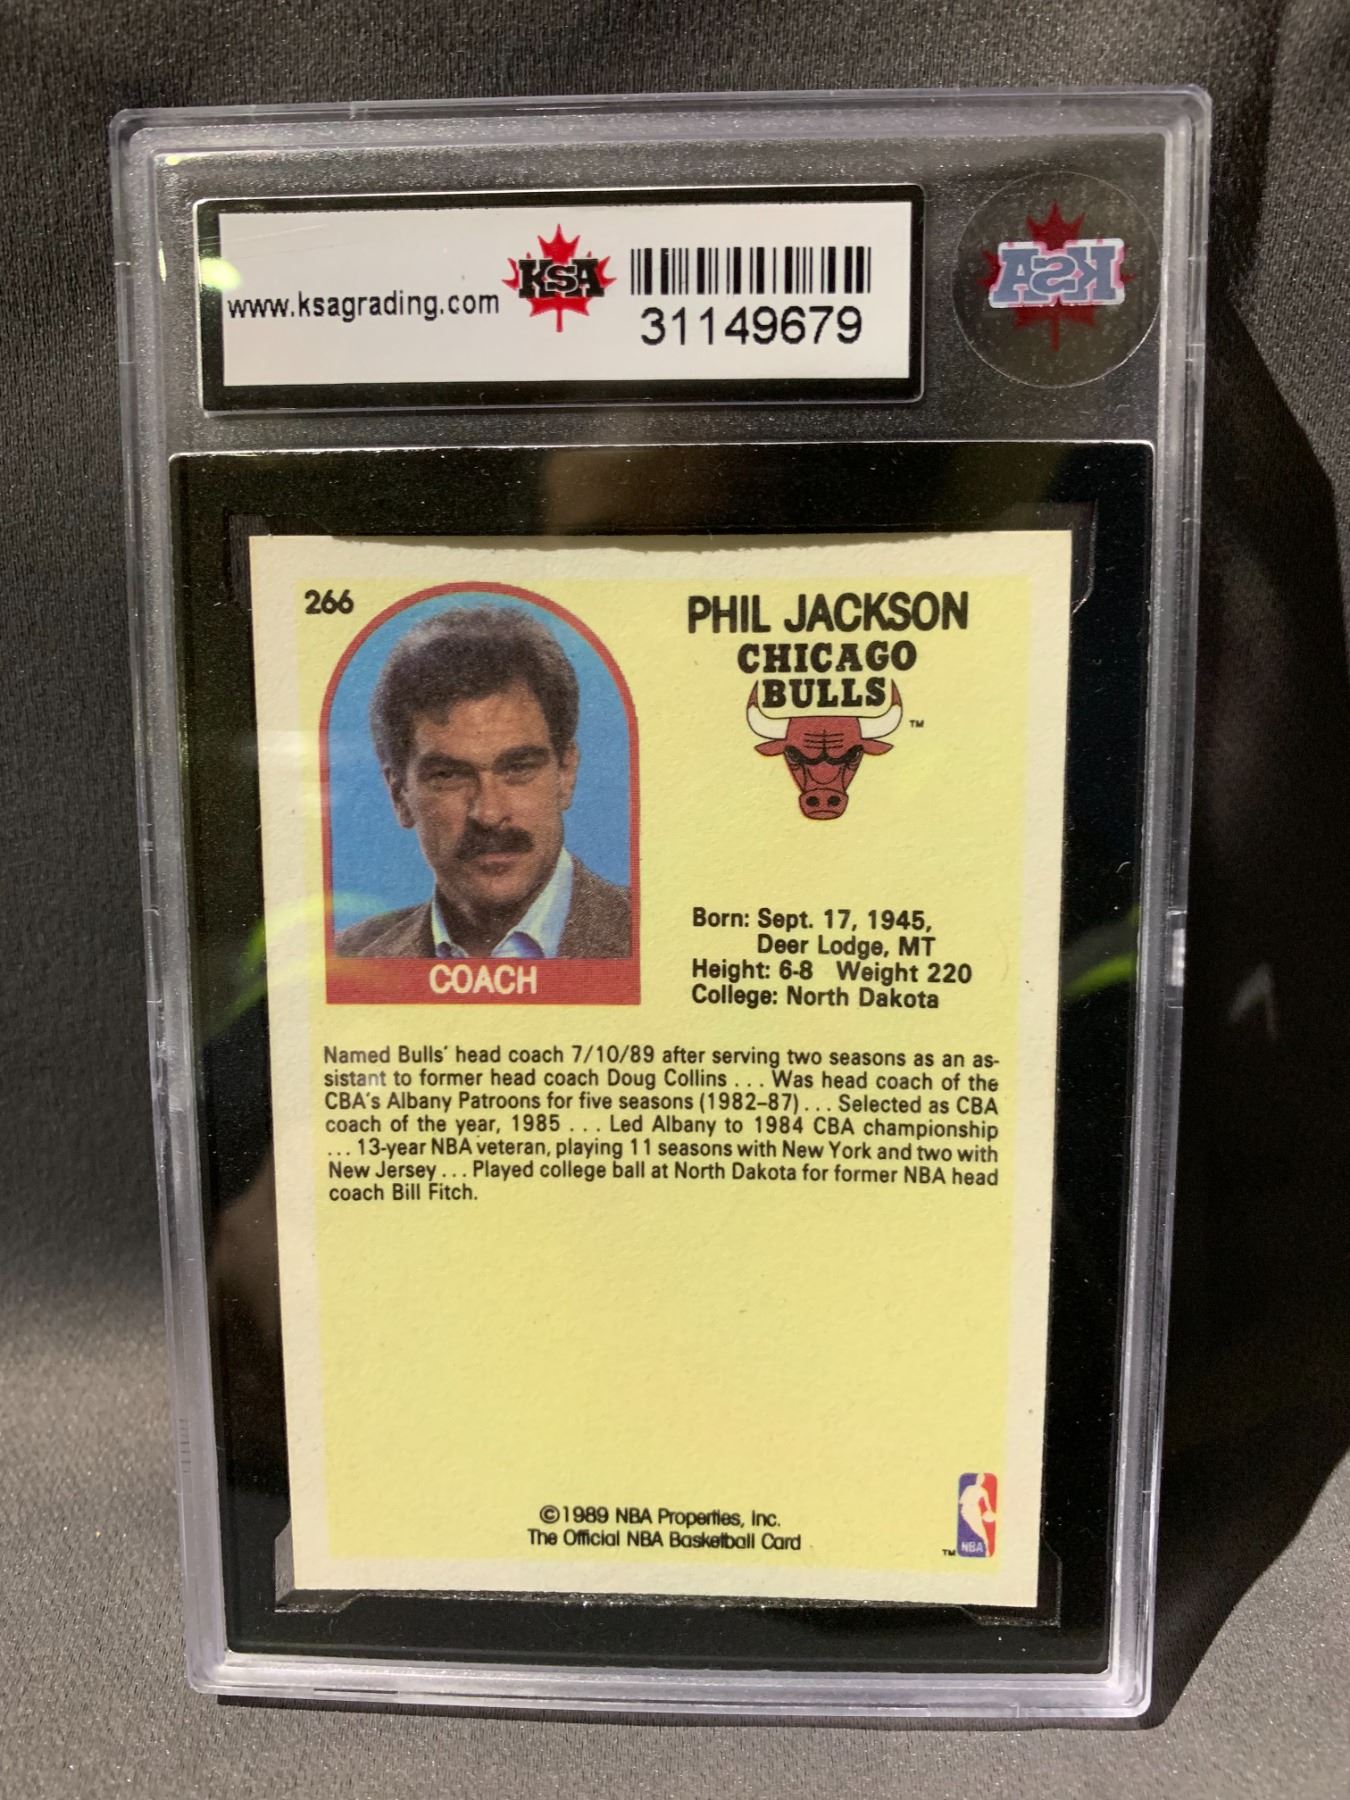 www.ksagrading.com
KSA
31149679
KSA
266
PHIL JACKSON
CHICAGO
BULLS
TM
Born: Sept. 17, 1945,
Deer Lodge, MT
Height: 6-8 Weight 220
College: North Dakota
COACH
Named Bulls' head coach 7/10/89 after serving two seasons as an as-
sistant to former head coach Doug Collins . . . Was head coach of the
CBA's Albany Patroons for five seasons (1982–87) . . . Selected as CBA
coach of the year, 1985 . . . Led Albany to 1984 CBA championship
. . . 13-year NBA veteran, playing 11 seasons with New York and two with
New Jersey . . . Played college ball at North Dakota for former NBA head
coach Bill Fitch.
©1989 NBA Properties, Inc.
The Official NBA Basketball Card
TM
NBA